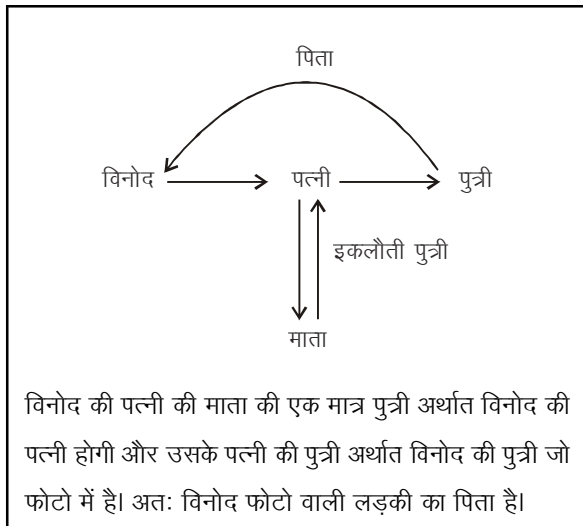 पिता
विनोद पत्नी पुत्री
इकलौती पुत्री
माता
विनोद की पत्नी की माता की एक मात्र पुत्री अर्थात विनोद की
पत्नी होगी और उसके पत्नी की पुत्री अर्थात विनोद की पुत्री जो
फोटो में है। अत: विनोद फोटो वाली लड़की का पिता है।